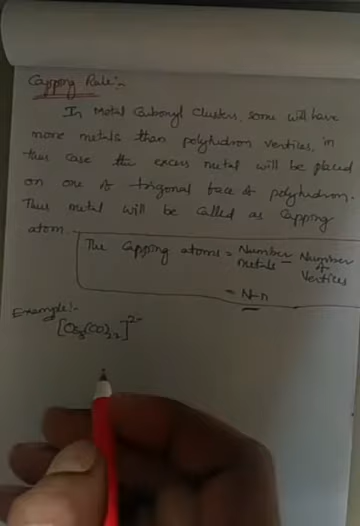 Capping Rule:-
In Metal Carbonyl Clusters, some will have
more metals than polyhedron vertices, in
this case the excess metal will be placed
on one of trigonal face of polyhedron.
This metal will be called as Capping
atom.
The Capping atoms = Number of metals – Number of Vertices
= N-n
Example:-
[Os8(CO)22]2-